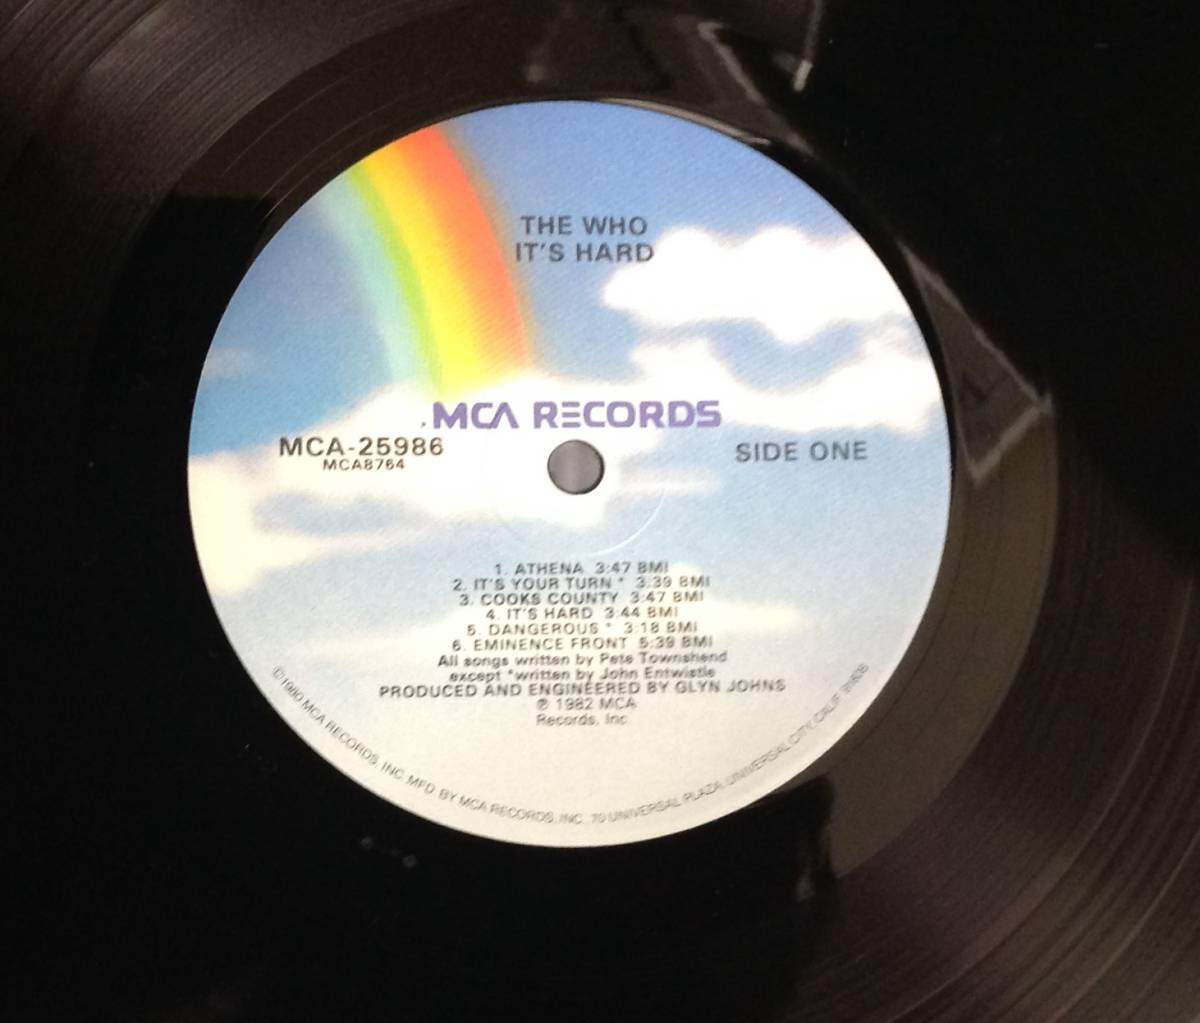 THE WHO
IT'S HARD
MCA RECORDS
MCA-25986
MCA8764
SIDE ONE
1. ATHENA 3:47 BMI
2. IT'S YOUR TURN * 3:39 BMI
3. COOKS COUNTY 3:47 BMI
4. IT'S HARD 3:44 BMI
5. DANGEROUS * 3:18 BMI
6. EMINENCE FRONT 5:39 BMI
All songs written by Pete Townshend
except *written by John Entwistle
PRODUCED AND ENGINEERED BY GLYN JOHNS
℗ 1982 MCA
Records, Inc.
© 1980 MCA RECORDS, INC. MFD. BY MCA RECORDS, INC. 70 UNIVERSAL PLAZA, UNIVERSAL CITY, CALIF. 91608